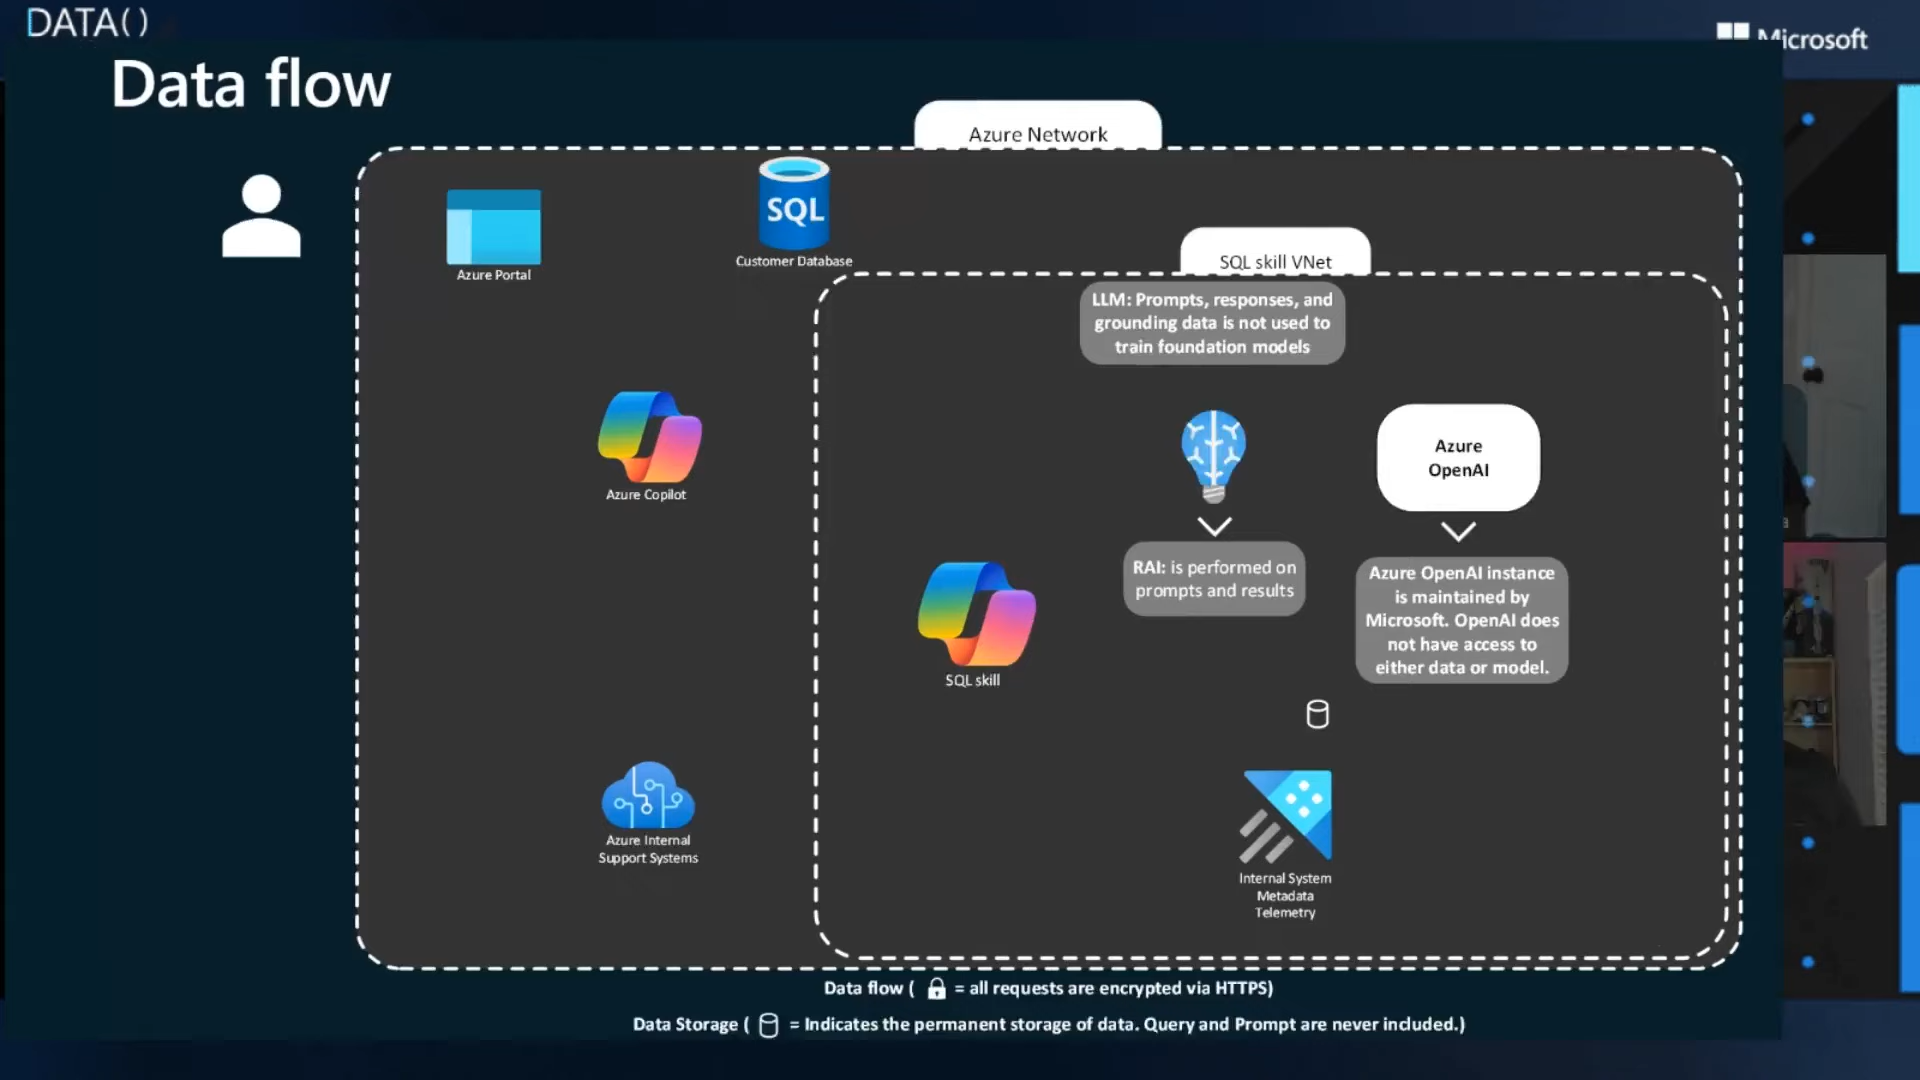 DATA()
Microsoft
Data flow
Azure Network
SQL
Customer Database
Azure Portal
SQL skill VNet
LLM: Prompts, responses, and
grounding data is not used to
train foundation models
Azure
OpenAI
Azure Copilot
RAI: is performed on
prompts and results
Azure OpenAI instance
is maintained by
Microsoft. OpenAI does
not have access to
either data or model.
SQL skill
Azure Internal
Support Systems
Internal System
Metadata
Telemetry
Data flow ( = all requests are encrypted via HTTPS)
Data Storage ( = Indicates the permanent storage of data. Query and Prompt are never included.)